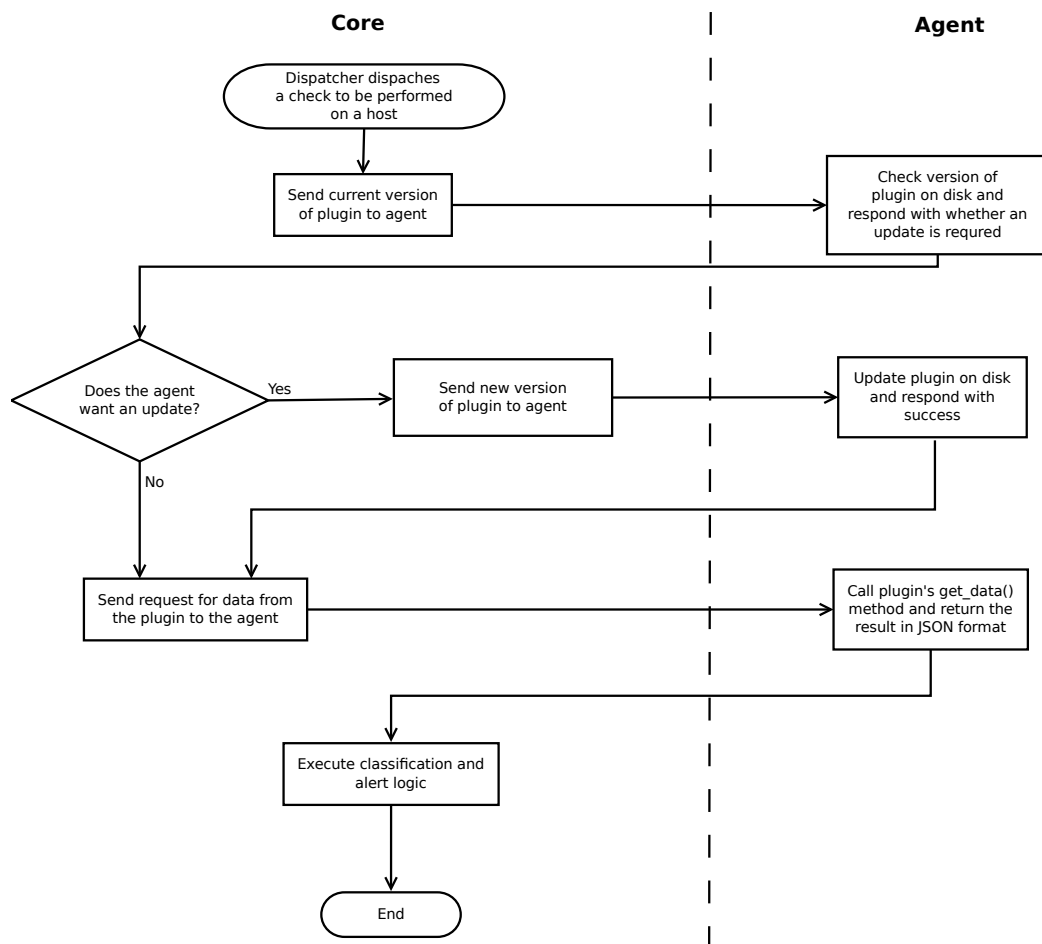 Core
Agent
Dispatcher dispaches
a check to be performed
on a host
Send current version
of plugin to agent
Check version of
plugin on disk and
respond with whether an
update is requred
Does the agent
want an update?
Yes
Send new version
of plugin to agent
Update plugin on disk
and respond with
success
No
Send request for data from
the plugin to the agent
Call plugin's get_data()
method and return the
result in JSON format
Execute classification and
alert logic
End